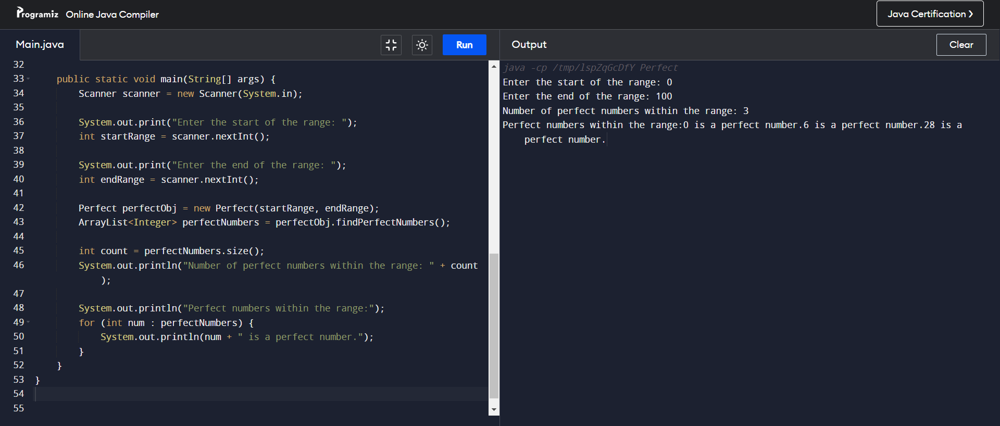 Programiz Online Java Compiler
Java Certification ❯
Main.java
Run
Output
Clear
32
33 public static void main(String[] args) {
34 Scanner scanner = new Scanner(System.in);
35
36 System.out.print("Enter the start of the range: ");
37 int startRange = scanner.nextInt();
38
39 System.out.print("Enter the end of the range: ");
40 int endRange = scanner.nextInt();
41
42 Perfect perfectObj = new Perfect(startRange, endRange);
43 ArrayList<Integer> perfectNumbers = perfectObj.findPerfectNumbers();
44
45 int count = perfectNumbers.size();
46 System.out.println("Number of perfect numbers within the range: " + count
);
47
48 System.out.println("Perfect numbers within the range:");
49 for (int num : perfectNumbers) {
50 System.out.println(num + " is a perfect number.");
51 }
52 }
53 }
54
55
java -cp /tmp/lspZqGcDfY Perfect
Enter the start of the range: 0
Enter the end of the range: 100
Number of perfect numbers within the range: 3
Perfect numbers within the range:0 is a perfect number.6 is a perfect number.28 is a
perfect number.